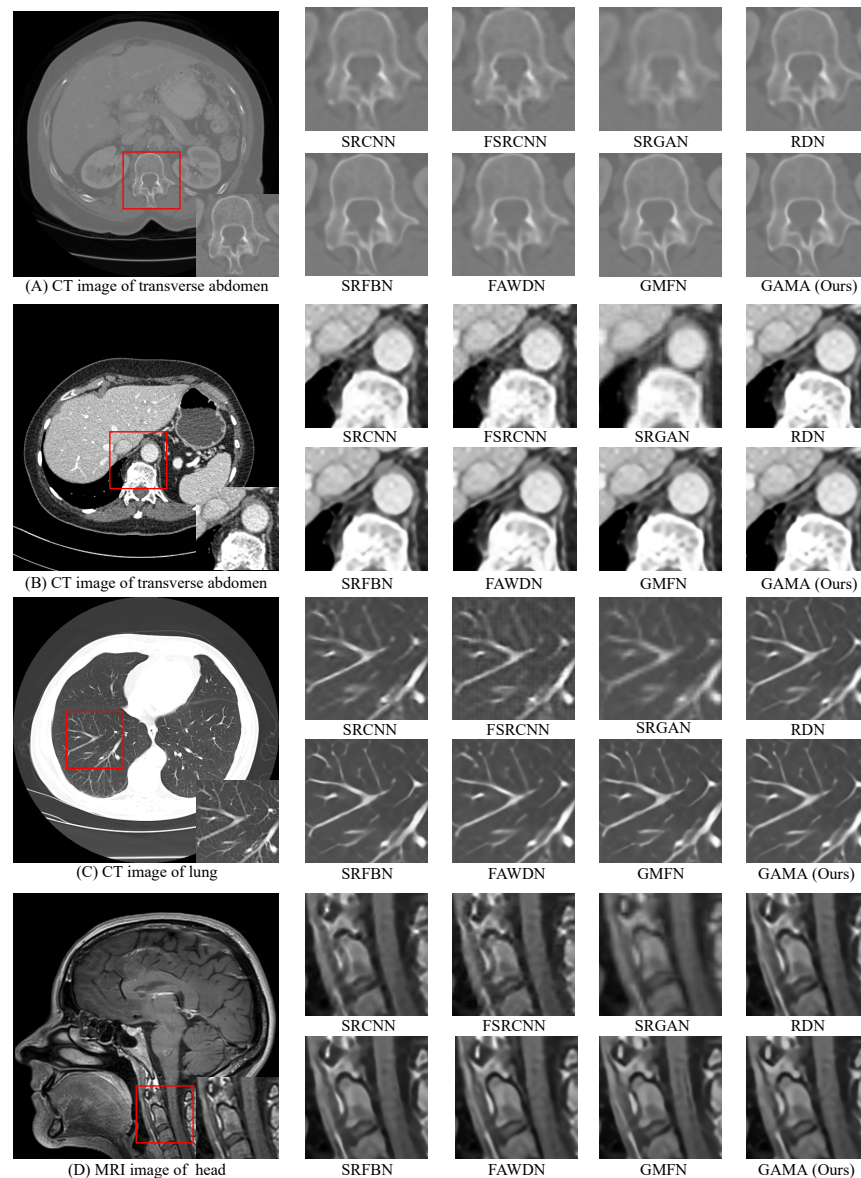 SRCNN FSRCNN SRGAN RDN
SRFBN FAWDN GMFN GAMA (Ours)
(A) CT image of transverse abdomen
SRCNN FSRCNN SRGAN RDN
SRFBN FAWDN GMFN GAMA (Ours)
(B) CT image of transverse abdomen
SRCNN FSRCNN SRGAN RDN
SRFBN FAWDN GMFN GAMA (Ours)
(C) CT image of lung
SRCNN FSRCNN SRGAN RDN
SRFBN FAWDN GMFN GAMA (Ours)
(D) MRI image of head